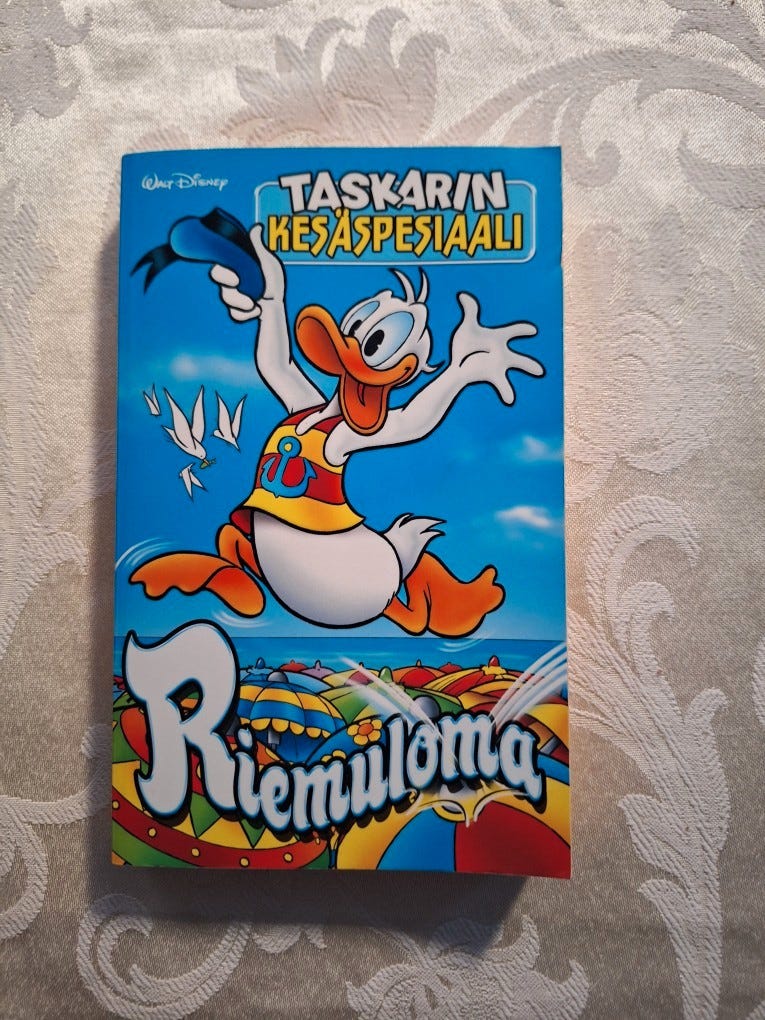 Walt Disney
TASKARIN
KESÄSPESIAALI
Riemuloma